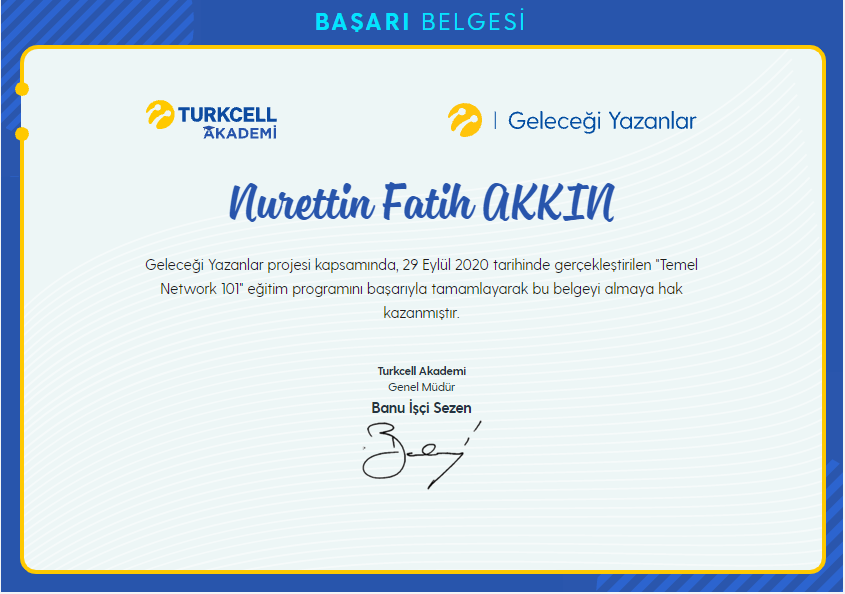 BAŞARI BELGESİ
TURKCELL
AKADEMİ
Geleceği Yazanlar
Nurettin Fatih AKKIN
Geleceği Yazanlar projesi kapsamında, 29 Eylül 2020 tarihinde gerçekleştirilen "Temel
Network 101" eğitim programını başarıyla tamamlayarak bu belgeyi almaya hak
kazanmıştır.
Turkcell Akademi
Genel Müdür
Banu İşçi Sezen